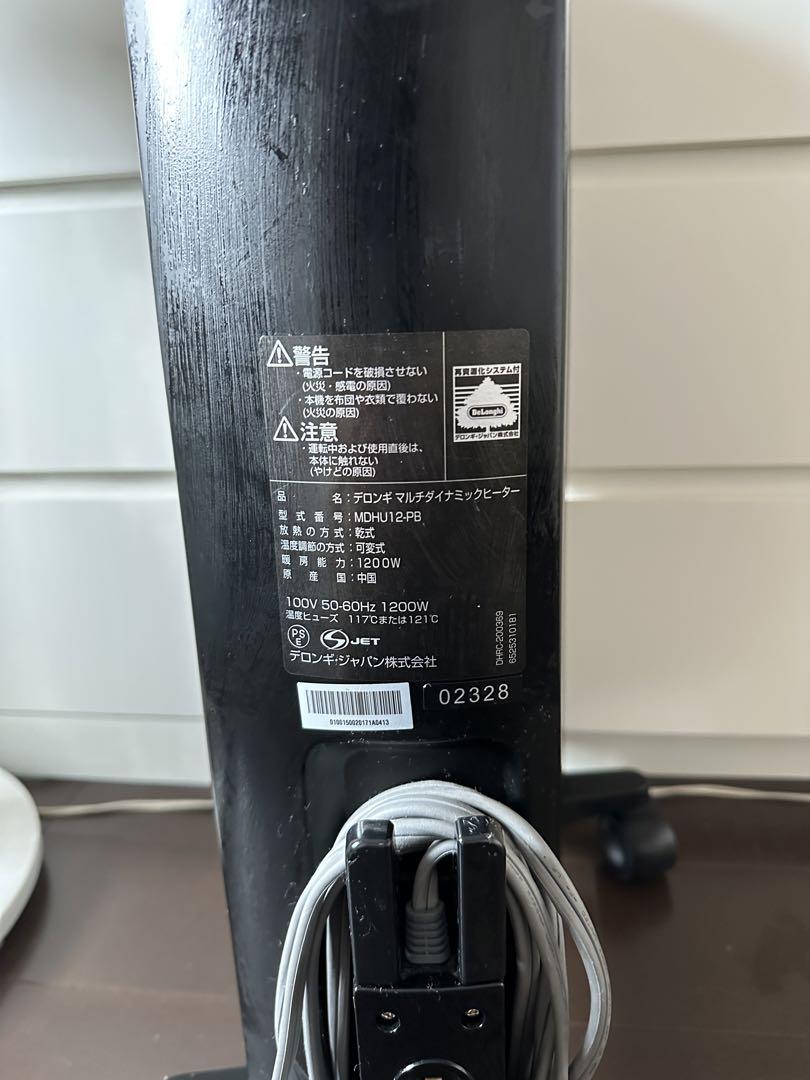 警告
・電源コードを破損させない
(火災・感電の原因)
・本機を布団や衣類で覆わない
(火災の原因)
注意
・運転中および使用直後は、
本体に触れない
(やけどの原因)
再資源化システム付
DeLonghi
デロンギ・ジャパン株式会社
品名：デロンギ マルチダイナミックヒーター
型式番号：MDHU12-PB
放熱の方式：乾式
温度調節の方式：可変式
暖房能力：1200W
原産国：中国
100V 50-60Hz 1200W
温度ヒューズ 117℃または121℃
PS
E
JET
デロンギ・ジャパン株式会社
DHRC-200369
65253101B1
0100150020171A0413
02328